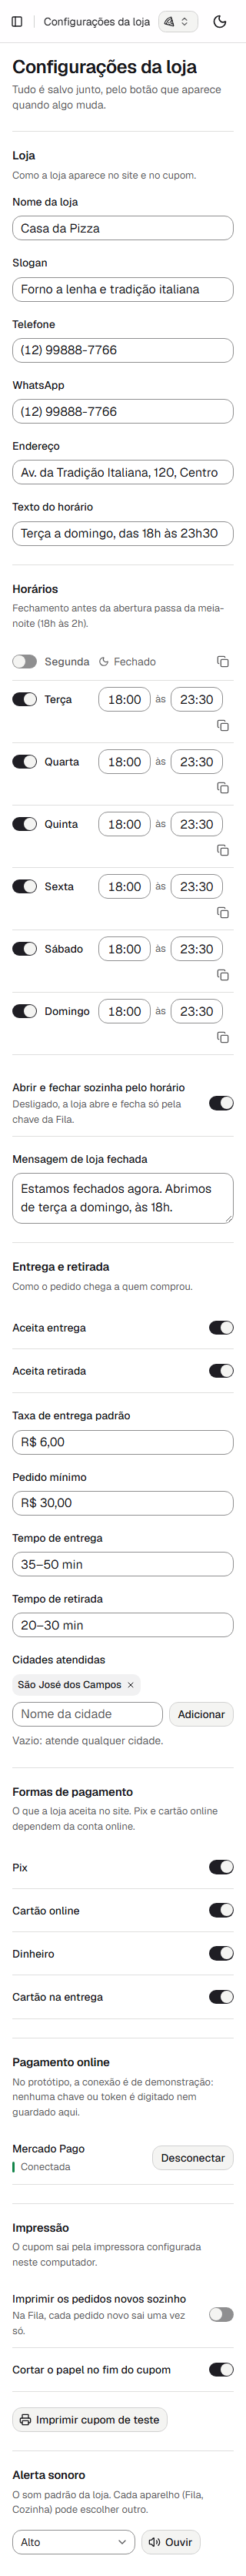 Configurações da loja
Configurações da loja
Tudo é salvo junto, pelo botão que aparece
quando algo muda.
Loja
Como a loja aparece no site e no cupom.
Nome da loja
Casa da Pizza
Slogan
Forno a lenha e tradição italiana
Telefone
(12) 99888-7766
WhatsApp
(12) 99888-7766
Endereço
Av. da Tradição Italiana, 120, Centro
Texto do horário
Terça a domingo, das 18h às 23h30
Horários
Fechamento antes da abertura passa da meia-
noite (18h às 2h).
Segunda Fechado
Terça 18:00 às 23:30
Quarta 18:00 às 23:30
Quinta 18:00 às 23:30
Sexta 18:00 às 23:30
Sábado 18:00 às 23:30
Domingo 18:00 às 23:30
Abrir e fechar sozinha pelo horário
Desligado, a loja abre e fecha só pela
chave da Fila.
Mensagem de loja fechada
Estamos fechados agora. Abrimos
de terça a domingo, às 18h.
Entrega e retirada
Como o pedido chega a quem comprou.
Aceita entrega
Aceita retirada
Taxa de entrega padrão
R$ 6,00
Pedido mínimo
R$ 30,00
Tempo de entrega
35–50 min
Tempo de retirada
20–30 min
Cidades atendidas
São José dos Campos ×
Nome da cidade Adicionar
Vazio: atende qualquer cidade.
Formas de pagamento
O que a loja aceita no site. Pix e cartão online
dependem da conta online.
Pix
Cartão online
Dinheiro
Cartão na entrega
Pagamento online
No protótipo, a conexão é de demonstração:
nenhuma chave ou token é digitado nem
guardado aqui.
Mercado Pago
Conectada
Desconectar
Impressão
O cupom sai pela impressora configurada
neste computador.
Imprimir os pedidos novos sozinho
Na Fila, cada pedido novo sai uma vez
só.
Cortar o papel no fim do cupom
Imprimir cupom de teste
Alerta sonoro
O som padrão da loja. Cada aparelho (Fila,
Cozinha) pode escolher outro.
Alto Ouvir